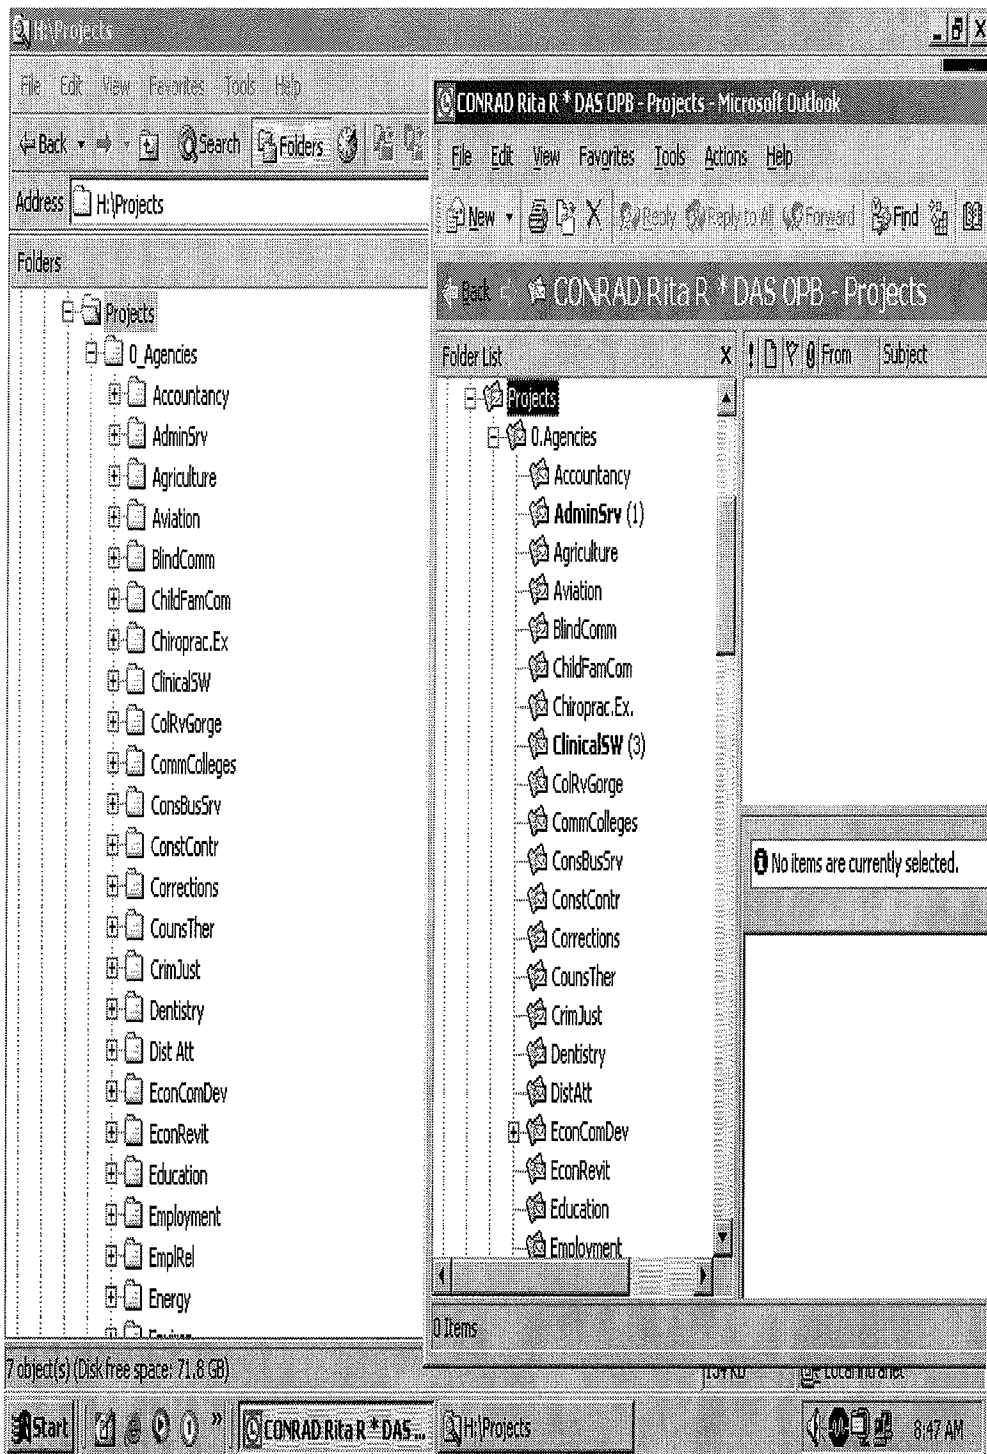 H:\Projects
File Edit View Favorites Tools Help
Back Search Folders
Address H:\Projects
Folders
Projects
0_Agencies
Accountancy
AdminSrv
Agriculture
Aviation
BlindComm
ChildFamCom
Chiroprac.Ex
ClinicalSW
ColRvGorge
CommColleges
ConsBusSrv
ConstContr
Corrections
CounsTher
CrimJust
Dentistry
Dist Att
EconComDev
EconRevit
Education
Employment
EmplRel
Energy
7 object(s) (Disk free space: 71.8 GB)
CONRAD Rita R * DAS OPB - Projects - Microsoft Outlook
File Edit View Favorites Tools Actions Help
New Reply Reply to All Forward Find
Back CONRAD Rita R * DAS OPB - Projects
Folder List X ! From Subject
Projects
0.Agencies
Accountancy
AdminSrv (1)
Agriculture
Aviation
BlindComm
ChildFamCom
Chiroprac.Ex.
ClinicalSW (3)
ColRvGorge
CommColleges
ConsBusSrv
ConstContr
Corrections
CounsTher
CrimJust
Dentistry
DistAtt
EconComDev
EconRevit
Education
Employment
No items are currently selected.
0 Items
Local intranet
Start » CONRAD Rita R * DAS ... H:\Projects 8:47 AM